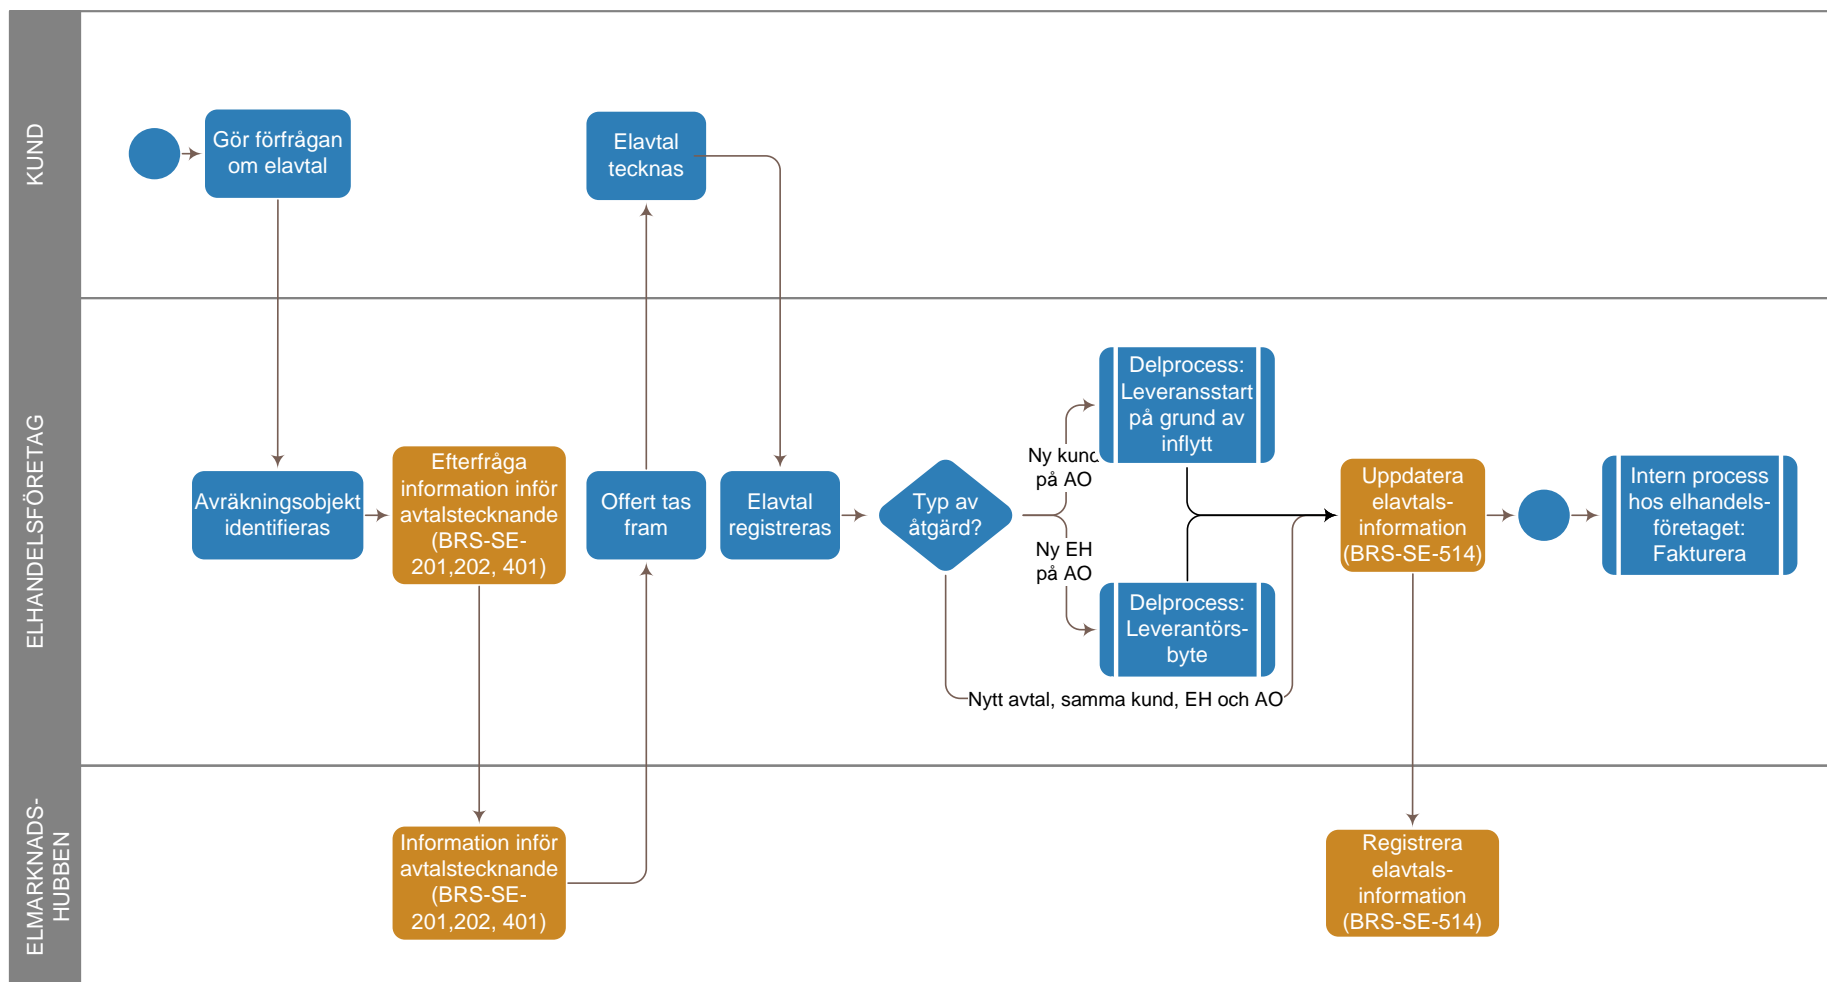 KUND
Gör förfrågan
om elavtal
Elavtal
tecknas
ELHANDELSFÖRETAG
Avräkningsobjekt
identifieras
Efterfråga
information inför
avtalstecknande
(BRS-SE-
201,202, 401)
Offert tas
fram
Elavtal
registreras
Typ av
åtgärd?
Ny kund
på AO
Ny EH
på AO
Nytt avtal, samma kund, EH och AO
Delprocess:
Leveransstart
på grund av
inflytt
Delprocess:
Leverantörs-
byte
Uppdatera
elavtals-
information
(BRS-SE-514)
Intern process
hos elhandels-
företaget:
Fakturera
ELMARKNADS-
HUBBEN
Information inför
avtalstecknande
(BRS-SE-
201,202, 401)
Registrera
elavtals-
information
(BRS-SE-514)